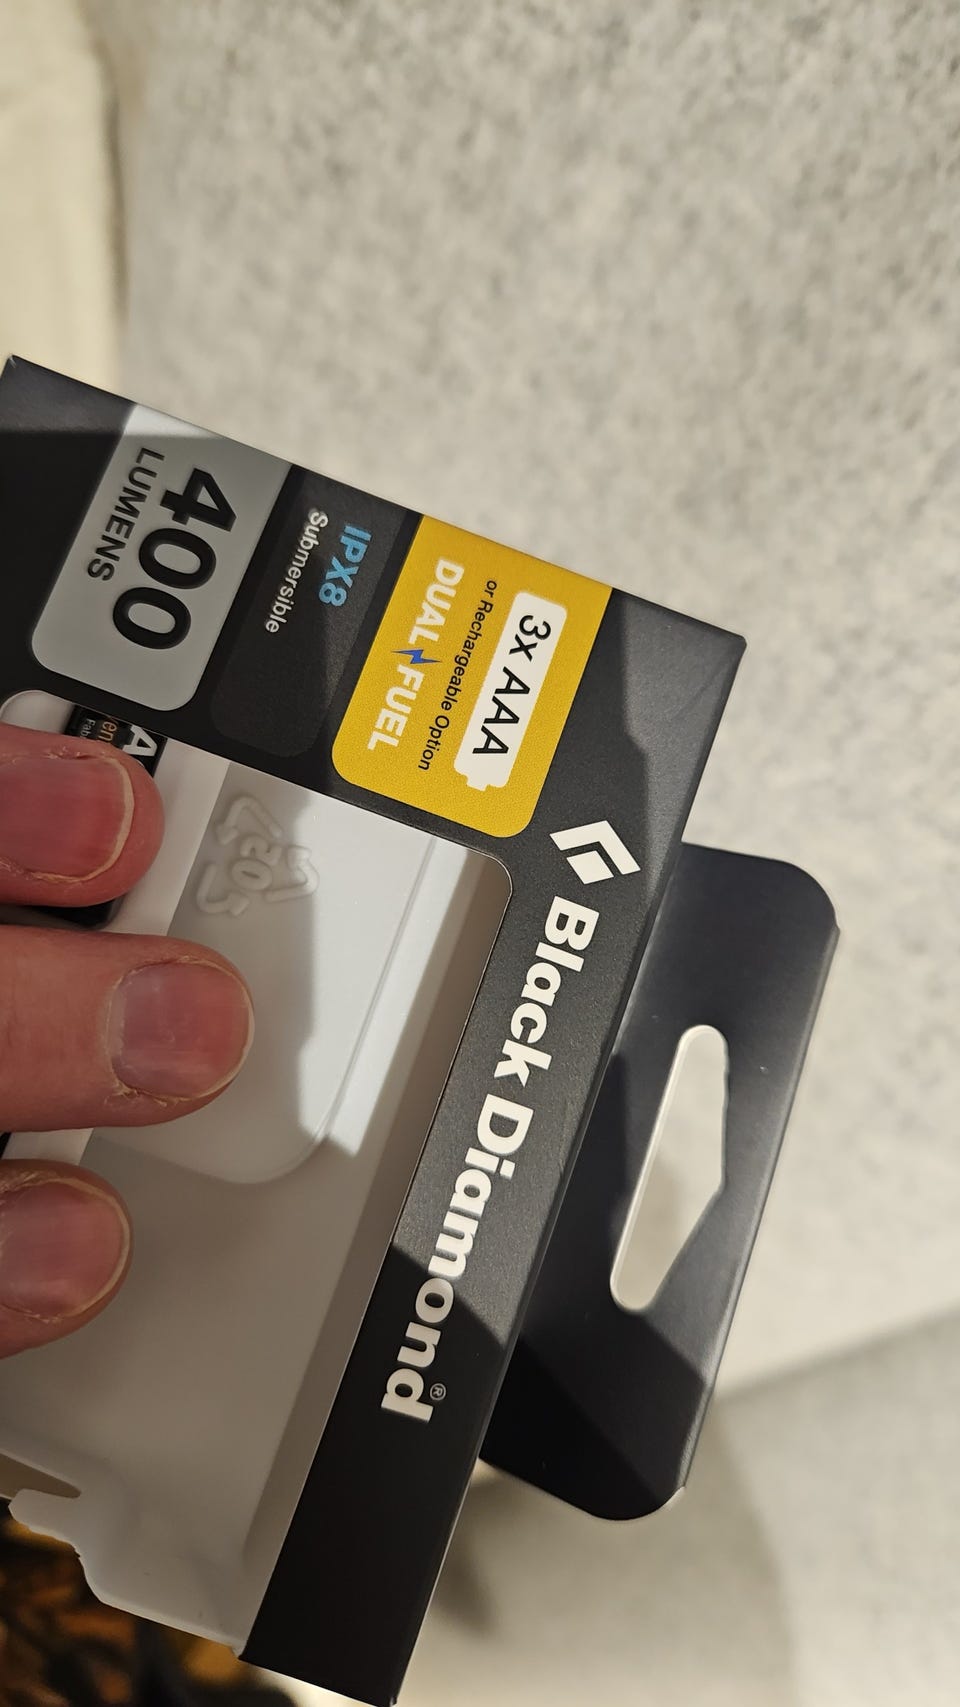 Black Diamond®
3x AAA
or Rechargeable Option
DUAL FUEL
IPX8
Submersible
400
LUMENS